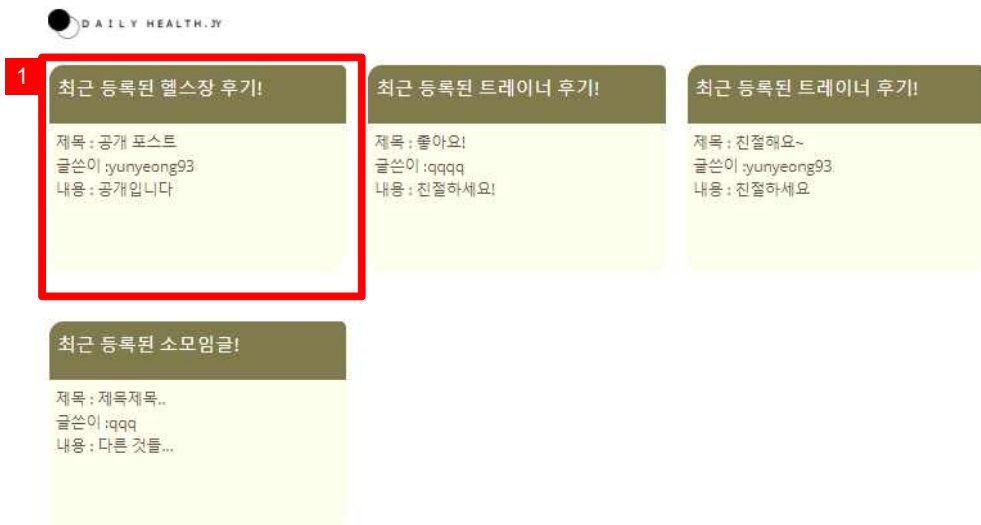 DAILY HEALTH.JY
1
최근 등록된 헬스장 후기!
제목 : 공개 포스트
글쓴이 :yunyeong93
내용 : 공개입니다
최근 등록된 트레이너 후기!
제목 : 좋아요!
글쓴이 :qqqq
내용 : 친절하세요!
최근 등록된 트레이너 후기!
제목 : 친절해요~
글쓴이 :yunyeong93
내용 : 친절하세요
최근 등록된 소모임글!
제목 : 제목제목..
글쓴이 :qqq
내용 : 다른 것들...